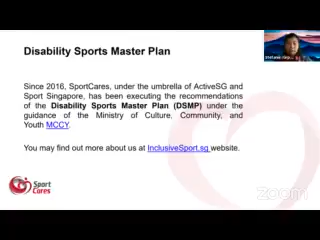 Disability Sports Master Plan
Since 2016, SportCares, under the umbrella of ActiveSG and
Sport Singapore, has been executing the recommendations
of the Disability Sports Master Plan (DSMP) under the
guidance of the Ministry of Culture, Community, and
Youth MCCY.
You may find out more about us at InclusiveSport.sg website.
Sport
Cares
zoom